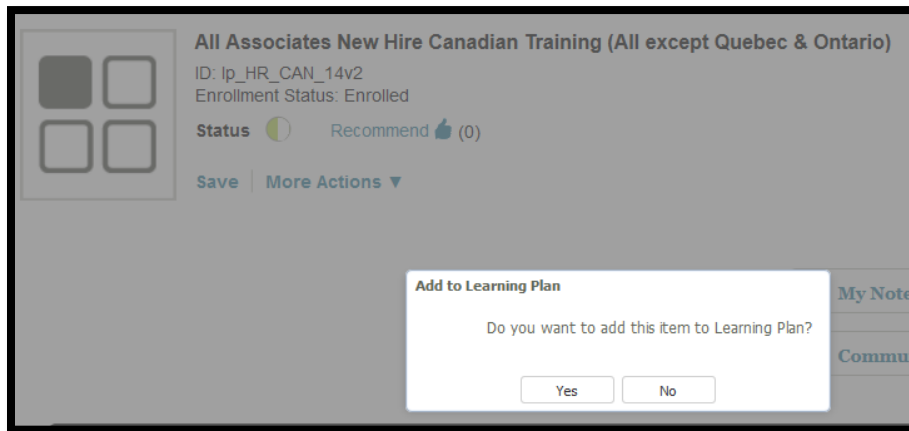 All Associates New Hire Canadian Training (All except Quebec & Ontario)
ID: lp_HR_CAN_14v2
Enrollment Status: Enrolled
Status Recommend (0)
Save More Actions ▼
Add to Learning Plan
Do you want to add this item to Learning Plan?
Yes No
My Note
Commu